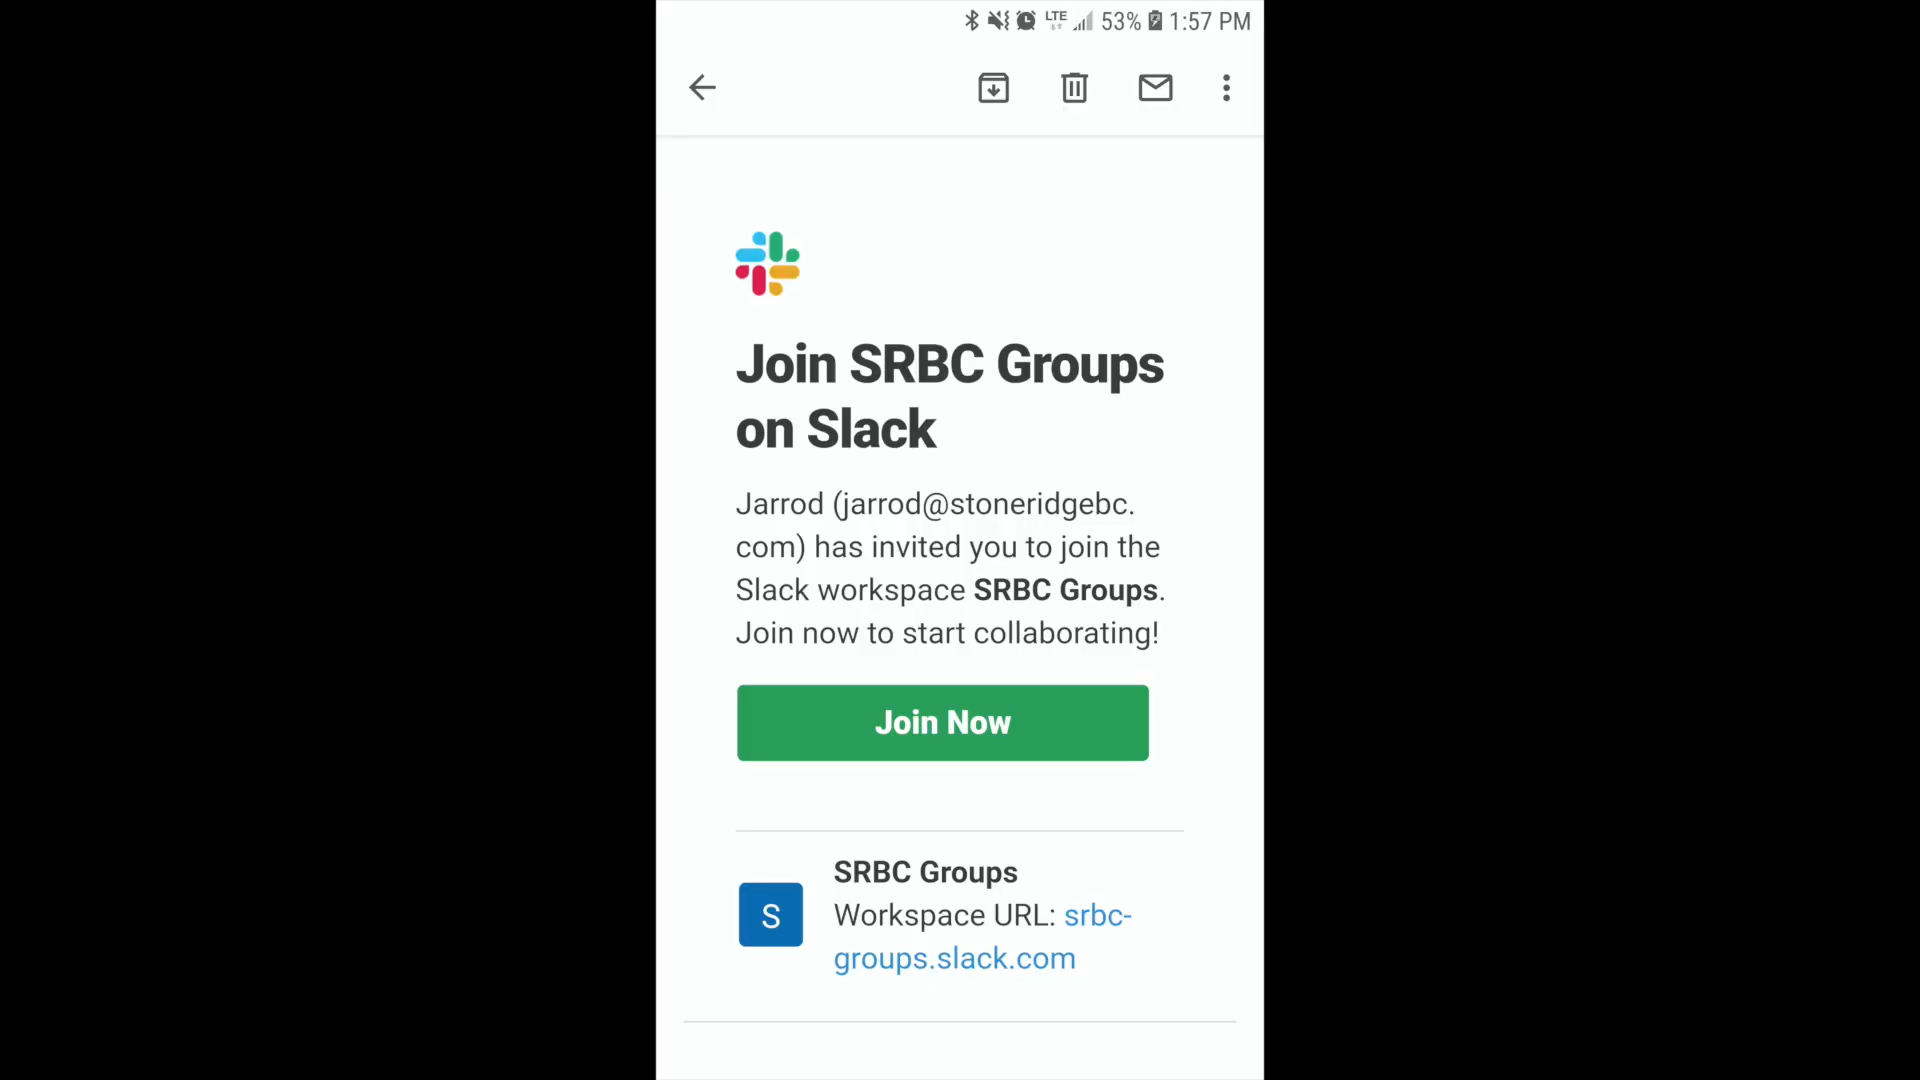 LTE 53% 1:57 PM
Join SRBC Groups
on Slack
Jarrod (jarrod@stoneridgebc.
com) has invited you to join the
Slack workspace SRBC Groups.
Join now to start collaborating!
Join Now
SRBC Groups
S
Workspace URL: srbc-
groups.slack.com